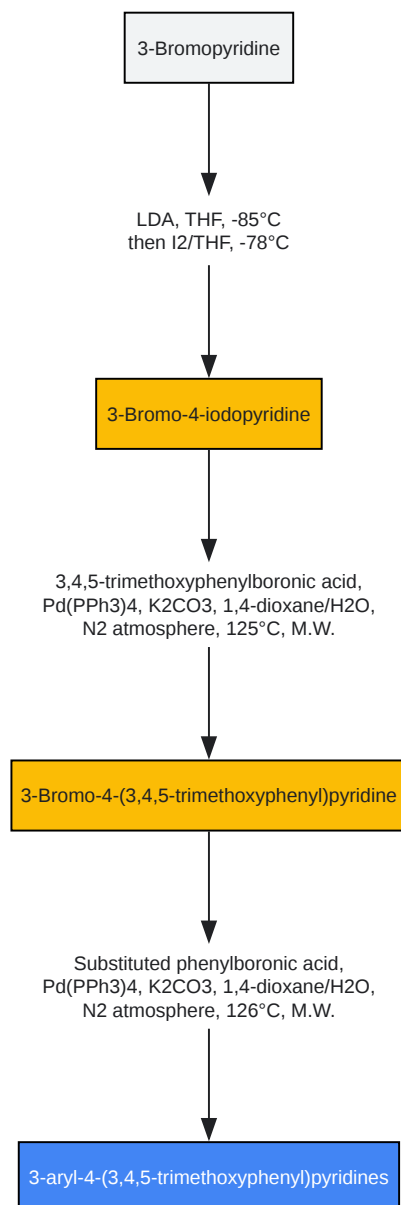 3-Bromopyridine
LDA, THF, -85°C
then I2/THF, -78°C
3-Bromo-4-iodopyridine
3,4,5-trimethoxyphenylboronic acid,
Pd(PPh3)4, K2CO3, 1,4-dioxane/H2O,
N2 atmosphere, 125°C, M.W.
3-Bromo-4-(3,4,5-trimethoxyphenyl)pyridine
Substituted phenylboronic acid,
Pd(PPh3)4, K2CO3, 1,4-dioxane/H2O,
N2 atmosphere, 126°C, M.W.
3-aryl-4-(3,4,5-trimethoxyphenyl)pyridines